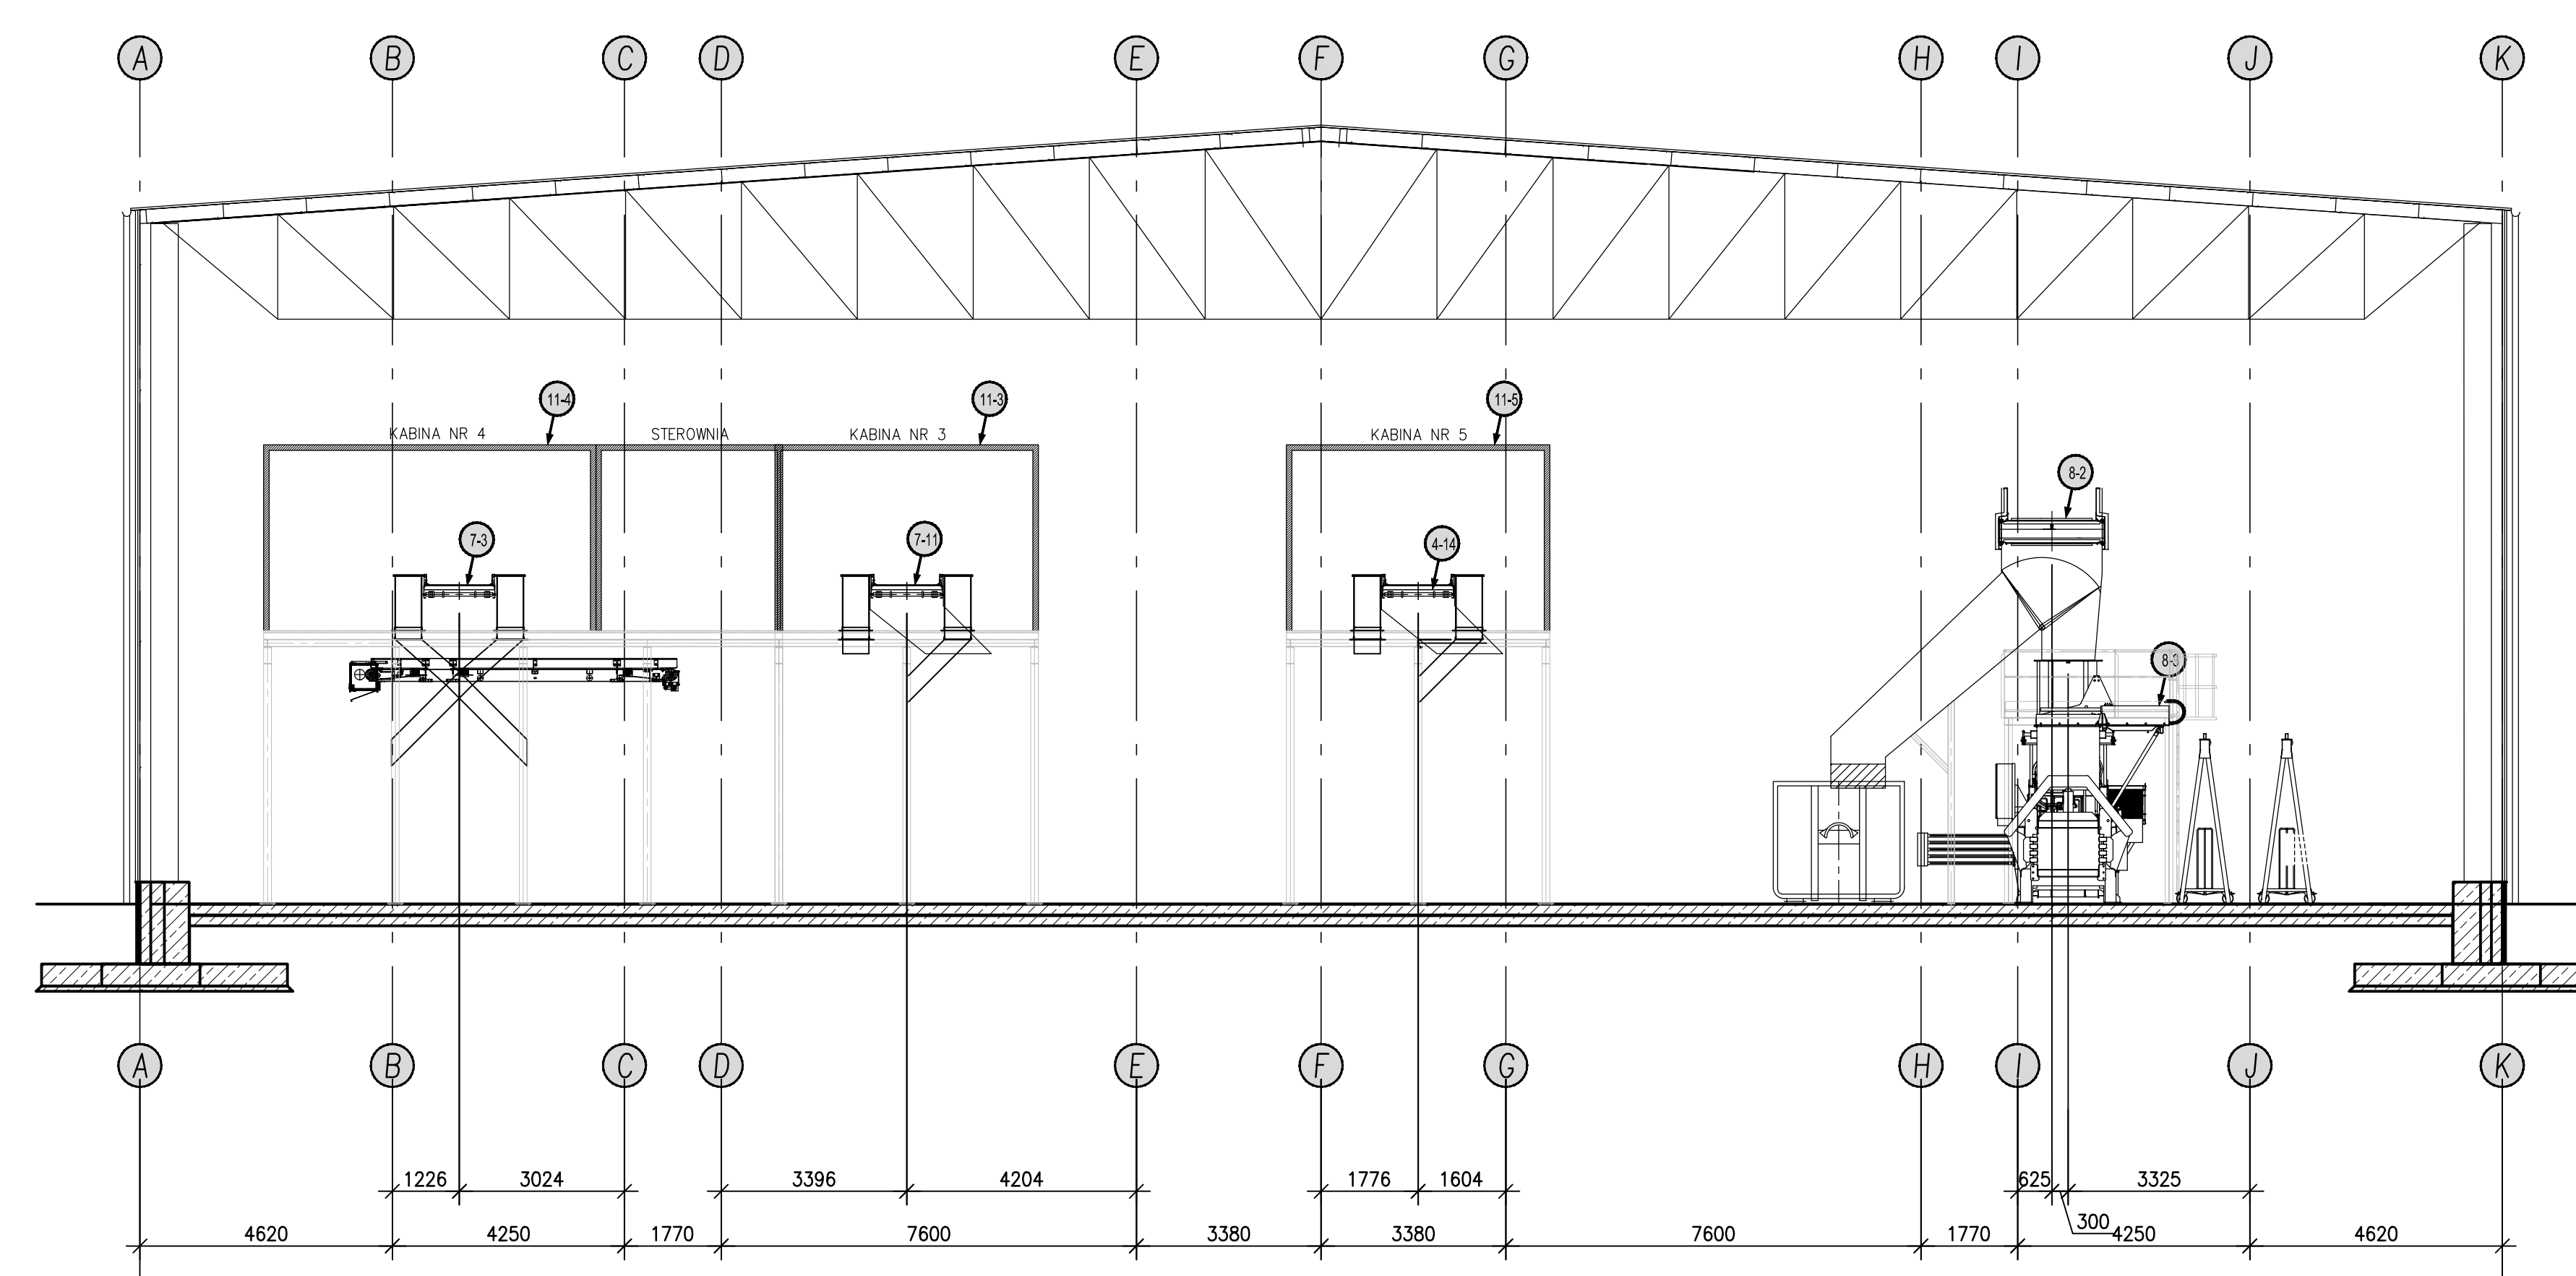 A B C D E F G H I J K
11-4 11-3 11-5
KABINA NR 4 STEROWNIA KABINA NR 3 KABINA NR 5
8-2
7-3 7-11 4-14
8-3
A B C D E F G H I J K
1226 3024 3396 4204 1776 1604 625 3325
300
4620 4250 1770 7600 3380 3380 7600 1770 4250 4620